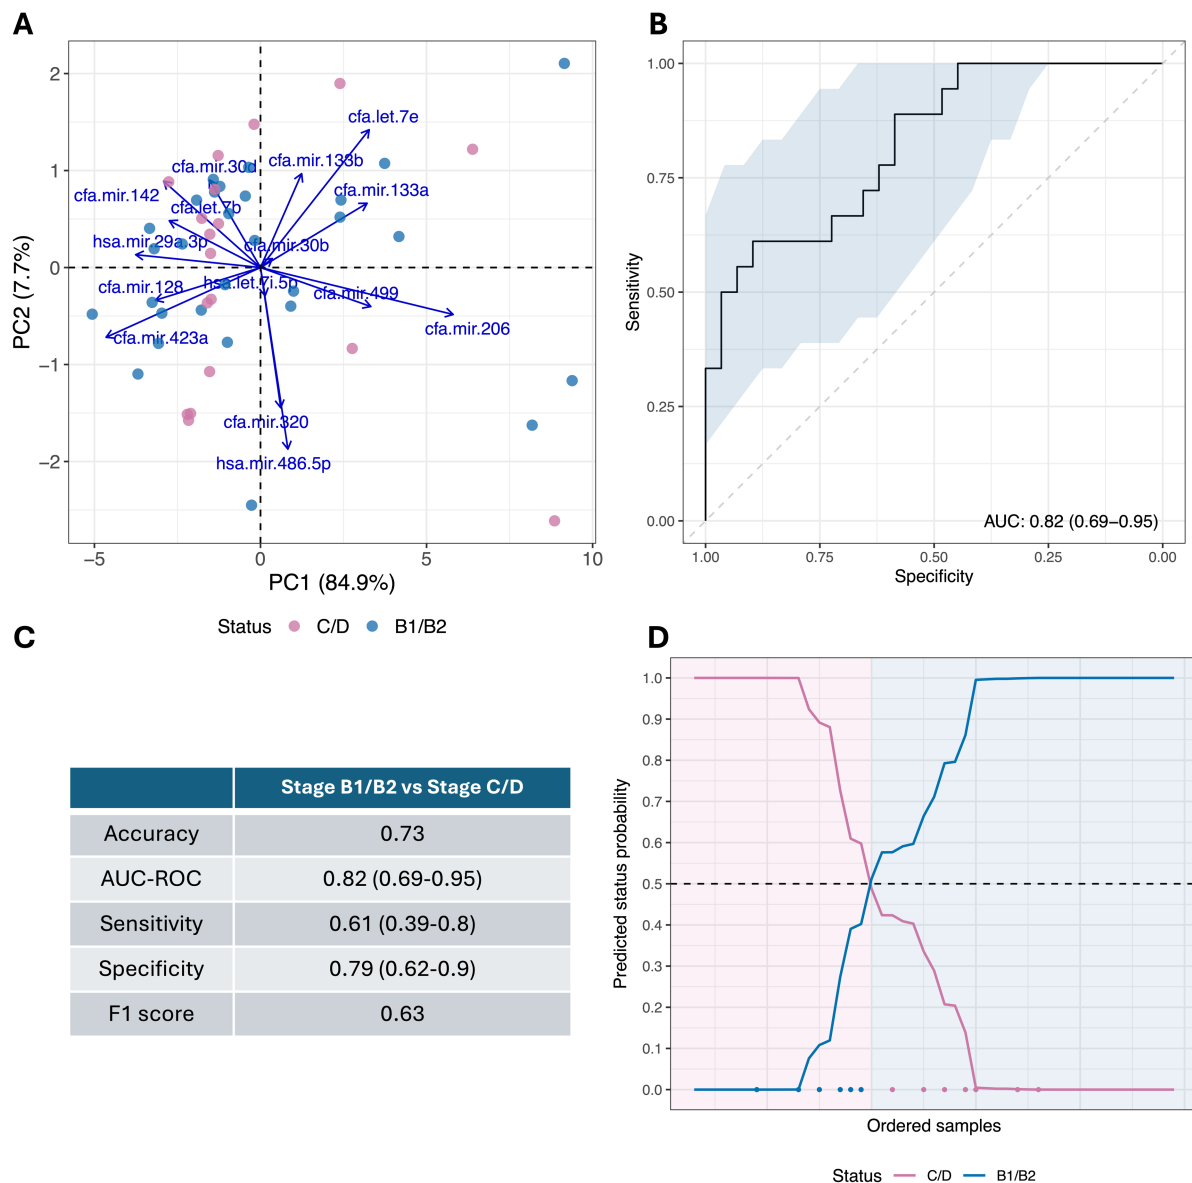 A
2
1
0
−1
−2
PC2 (7.7%)
cfa.let.7e
cfa.mir.30d
cfa.mir.133b
cfa.mir.142
cfa.mir.133a
cfa.let.7b
hsa.mir.29a.3p
cfa.mir.30b
cfa.mir.128
hsa.let.7i.5p
cfa.mir.499
cfa.mir.423a
cfa.mir.206
cfa.mir.320
hsa.mir.486.5p
−5
0
5
10
PC1 (84.9%)
Status C/D B1/B2
B
1.00
0.75
0.50
0.25
0.00
Sensitivity
AUC: 0.82 (0.69−0.95)
1.00
0.75
0.50
0.25
0.00
Specificity
C
Stage B1/B2 vs Stage C/D
Accuracy 0.73
AUC-ROC 0.82 (0.69-0.95)
Sensitivity 0.61 (0.39-0.8)
Specificity 0.79 (0.62-0.9)
F1 score 0.63
D
1.0
0.9
0.8
0.7
0.6
0.5
0.4
0.3
0.2
0.1
0.0
Predicted status probability
Ordered samples
Status C/D B1/B2